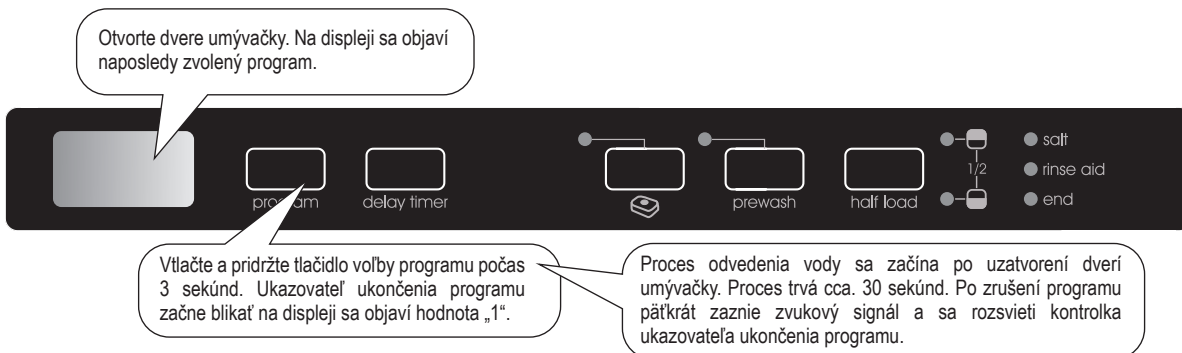 Otvorte dvere umývačky. Na displeji sa objaví
naposledy zvolený program.
program
delay timer
prewash
half load
1/2
salt
rinse aid
end
Vtlačte a pridržte tlačidlo voľby programu počas
3 sekúnd. Ukazovateľ ukončenia programu
začne blikať na displeji sa objaví hodnota „1“.
Proces odvedenia vody sa začína po uzatvorení dverí
umývačky. Proces trvá cca. 30 sekúnd. Po zrušení programu
päťkrát zaznie zvukový signál a sa rozsvieti kontrolka
ukazovateľa ukončenia programu.